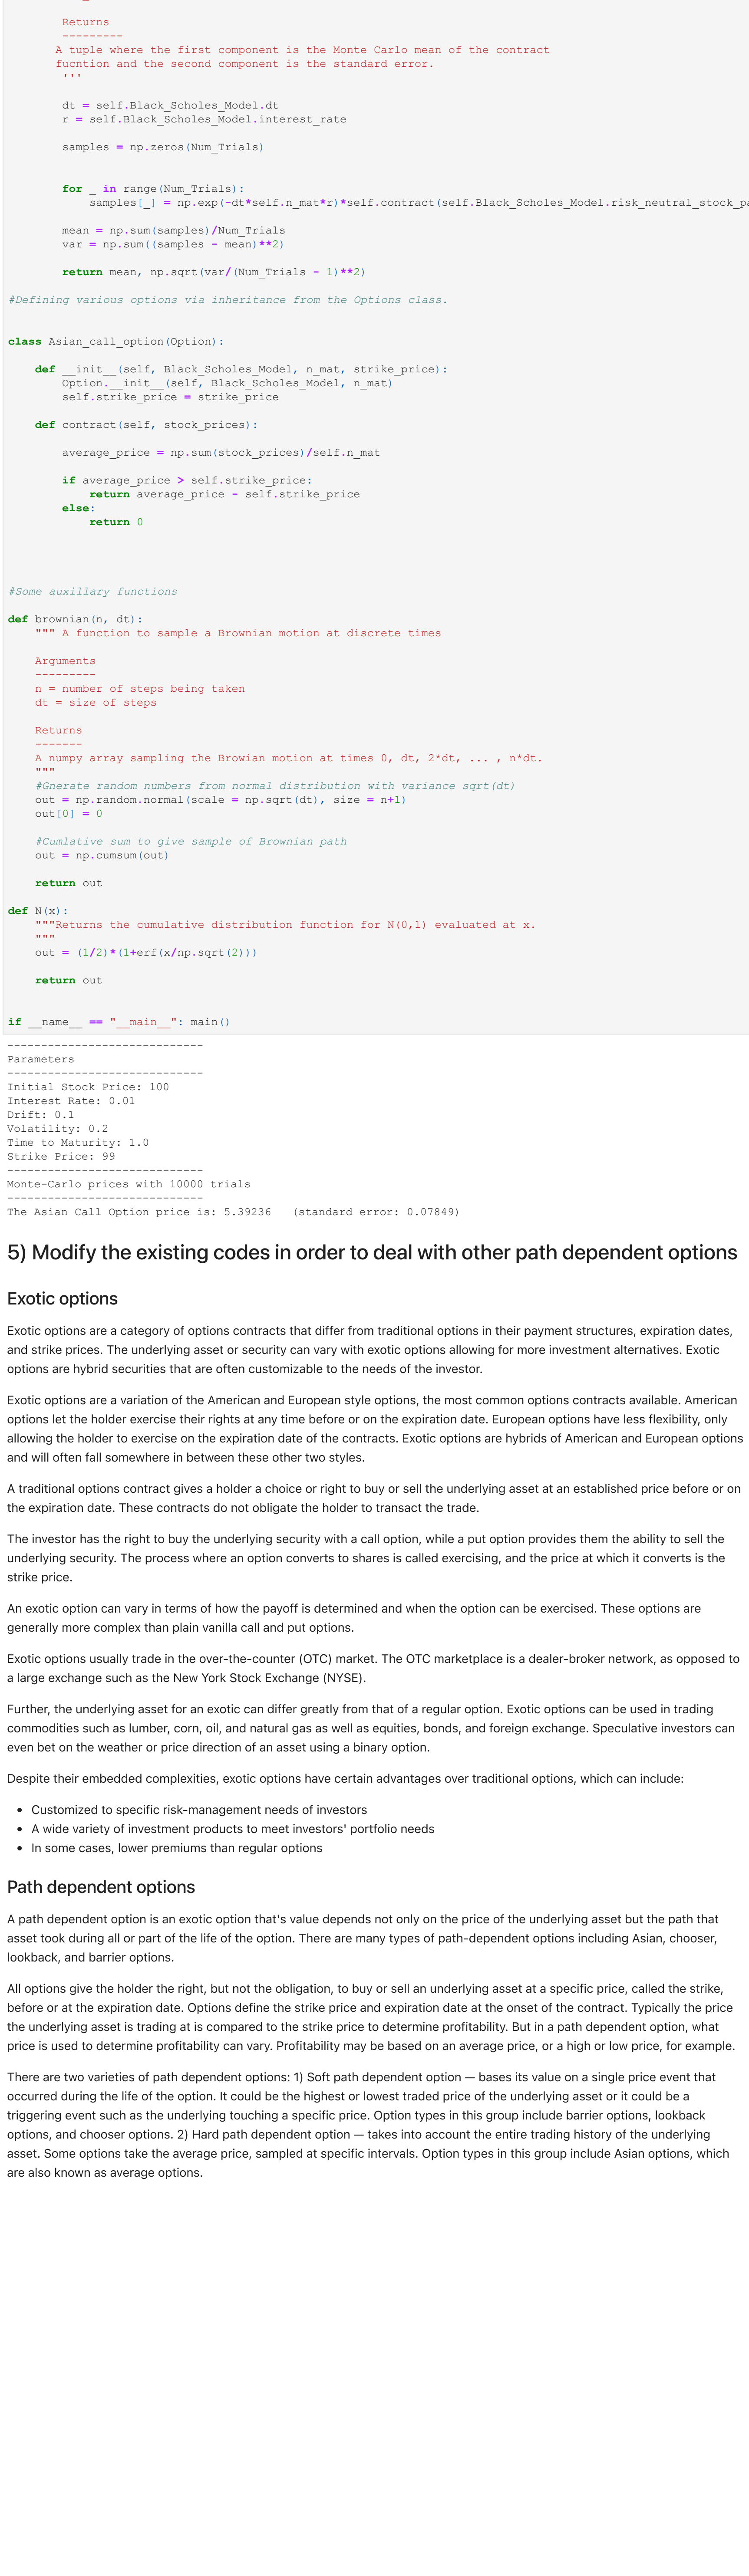 Returns
---------
A tuple where the first component is the Monte Carlo mean of the contract
fucntion and the second component is the standard error.
'''
dt = self.Black_Scholes_Model.dt
r = self.Black_Scholes_Model.interest_rate
samples = np.zeros(Num_Trials)
for _ in range(Num_Trials):
samples[_] = np.exp(-dt*self.n_mat*r)*self.contract(self.Black_Scholes_Model.risk_neutral_stock_pa
mean = np.sum(samples)/Num_Trials
var = np.sum((samples - mean)**2)
return mean, np.sqrt(var/(Num_Trials - 1)**2)
#Defining various options via inheritance from the Options class.
class Asian_call_option(Option):
def __init__(self, Black_Scholes_Model, n_mat, strike_price):
Option.__init__(self, Black_Scholes_Model, n_mat)
self.strike_price = strike_price
def contract(self, stock_prices):
average_price = np.sum(stock_prices)/self.n_mat
if average_price > self.strike_price:
return average_price - self.strike_price
else:
return 0
#Some auxillary functions
def brownian(n, dt):
""" A function to sample a Brownian motion at discrete times
Arguments
---------
n = number of steps being taken
dt = size of steps
Returns
-------
A numpy array sampling the Browian motion at times 0, dt, 2*dt, ... , n*dt.
"""
#Gnerate random numbers from normal distribution with variance sqrt(dt)
out = np.random.normal(scale = np.sqrt(dt), size = n+1)
out[0] = 0
#Cumlative sum to give sample of Brownian path
out = np.cumsum(out)
return out
def N(x):
"""Returns the cumulative distribution function for N(0,1) evaluated at x.
"""
out = (1/2)*(1+erf(x/np.sqrt(2)))
return out
if __name__ == "__main__": main()
-----------------------------
Parameters
-----------------------------
Initial Stock Price: 100
Interest Rate: 0.01
Drift: 0.1
Volatility: 0.2
Time to Maturity: 1.0
Strike Price: 99
-----------------------------
Monte-Carlo prices with 10000 trials
-----------------------------
The Asian Call Option price is: 5.39236   (standard error: 0.07849)
5) Modify the existing codes in order to deal with other path dependent options
Exotic options
Exotic options are a category of options contracts that differ from traditional options in their payment structures, expiration dates,
and strike prices. The underlying asset or security can vary with exotic options allowing for more investment alternatives. Exotic
options are hybrid securities that are often customizable to the needs of the investor.
Exotic options are a variation of the American and European style options, the most common options contracts available. American
options let the holder exercise their rights at any time before or on the expiration date. European options have less flexibility, only
allowing the holder to exercise on the expiration date of the contracts. Exotic options are hybrids of American and European options
and will often fall somewhere in between these other two styles.
A traditional options contract gives a holder a choice or right to buy or sell the underlying asset at an established price before or on
the expiration date. These contracts do not obligate the holder to transact the trade.
The investor has the right to buy the underlying security with a call option, while a put option provides them the ability to sell the
underlying security. The process where an option converts to shares is called exercising, and the price at which it converts is the
strike price.
An exotic option can vary in terms of how the payoff is determined and when the option can be exercised. These options are
generally more complex than plain vanilla call and put options.
Exotic options usually trade in the over-the-counter (OTC) market. The OTC marketplace is a dealer-broker network, as opposed to
a large exchange such as the New York Stock Exchange (NYSE).
Further, the underlying asset for an exotic can differ greatly from that of a regular option. Exotic options can be used in trading
commodities such as lumber, corn, oil, and natural gas as well as equities, bonds, and foreign exchange. Speculative investors can
even bet on the weather or price direction of an asset using a binary option.
Despite their embedded complexities, exotic options have certain advantages over traditional options, which can include:
• Customized to specific risk-management needs of investors
• A wide variety of investment products to meet investors' portfolio needs
• In some cases, lower premiums than regular options
Path dependent options
A path dependent option is an exotic option that's value depends not only on the price of the underlying asset but the path that
asset took during all or part of the life of the option. There are many types of path-dependent options including Asian, chooser,
lookback, and barrier options.
All options give the holder the right, but not the obligation, to buy or sell an underlying asset at a specific price, called the strike,
before or at the expiration date. Options define the strike price and expiration date at the onset of the contract. Typically the price
the underlying asset is trading at is compared to the strike price to determine profitability. But in a path dependent option, what
price is used to determine profitability can vary. Profitability may be based on an average price, or a high or low price, for example.
There are two varieties of path dependent options: 1) Soft path dependent option — bases its value on a single price event that
occurred during the life of the option. It could be the highest or lowest traded price of the underlying asset or it could be a
triggering event such as the underlying touching a specific price. Option types in this group include barrier options, lookback
options, and chooser options. 2) Hard path dependent option — takes into account the entire trading history of the underlying
asset. Some options take the average price, sampled at specific intervals. Option types in this group include Asian options, which
are also known as average options.